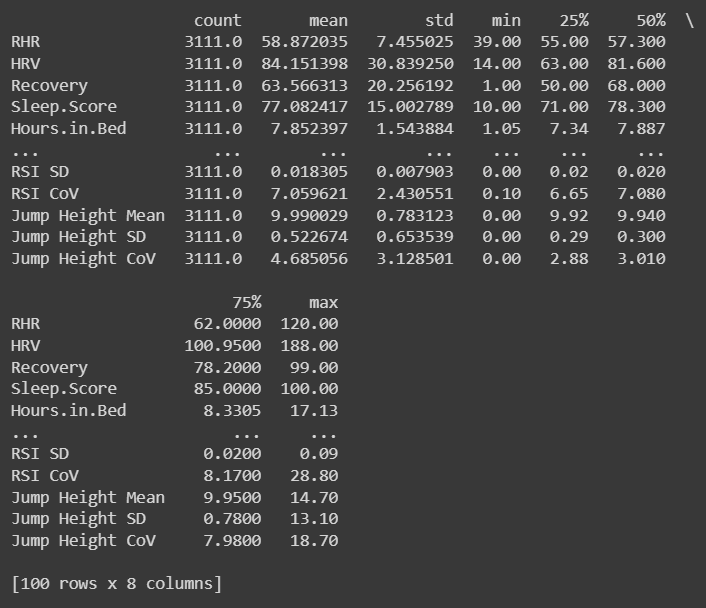 count mean std min 25% 50% \
RHR 3111.0 58.872035 7.455025 39.00 55.00 57.300
HRV 3111.0 84.151398 30.839250 14.00 63.00 81.600
Recovery 3111.0 63.566313 20.256192 1.00 50.00 68.000
Sleep.Score 3111.0 77.082417 15.002789 10.00 71.00 78.300
Hours.in.Bed 3111.0 7.852397 1.543884 1.05 7.34 7.887
... ... ... ... ... ... ...
RSI SD 3111.0 0.018305 0.007903 0.00 0.02 0.020
RSI CoV 3111.0 7.059621 2.430551 0.10 6.65 7.080
Jump Height Mean 3111.0 9.990029 0.783123 0.00 9.92 9.940
Jump Height SD 3111.0 0.522674 0.653539 0.00 0.29 0.300
Jump Height CoV 3111.0 4.685056 3.128501 0.00 2.88 3.010
75% max
RHR 62.0000 120.00
HRV 100.9500 188.00
Recovery 78.2000 99.00
Sleep.Score 85.0000 100.00
Hours.in.Bed 8.3305 17.13
... ... ...
RSI SD 0.0200 0.09
RSI CoV 8.1700 28.80
Jump Height Mean 9.9500 14.70
Jump Height SD 0.7800 13.10
Jump Height CoV 7.9800 18.70
[100 rows x 8 columns]